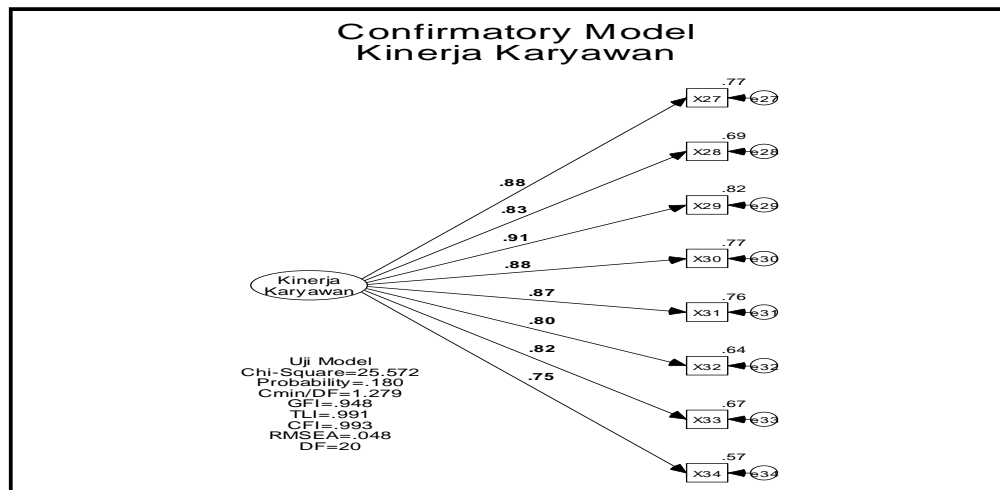 Confirmatory Model
Kinerja Karyawan
.77
X27
e27
.69
X28
e28
.88
.82
X29
e29
.83
.77
X30
e30
.91
.88
Kinerja
Karyawan
.76
X31
e31
.87
.80
.64
X32
e32
.82
.75
.67
X33
e33
.57
X34
e34
Uji Model
Chi-Square=25.572
Probability=.180
Cmin/DF=1.279
GFI=.948
TLI=.991
CFI=.993
RMSEA=.048
DF=20